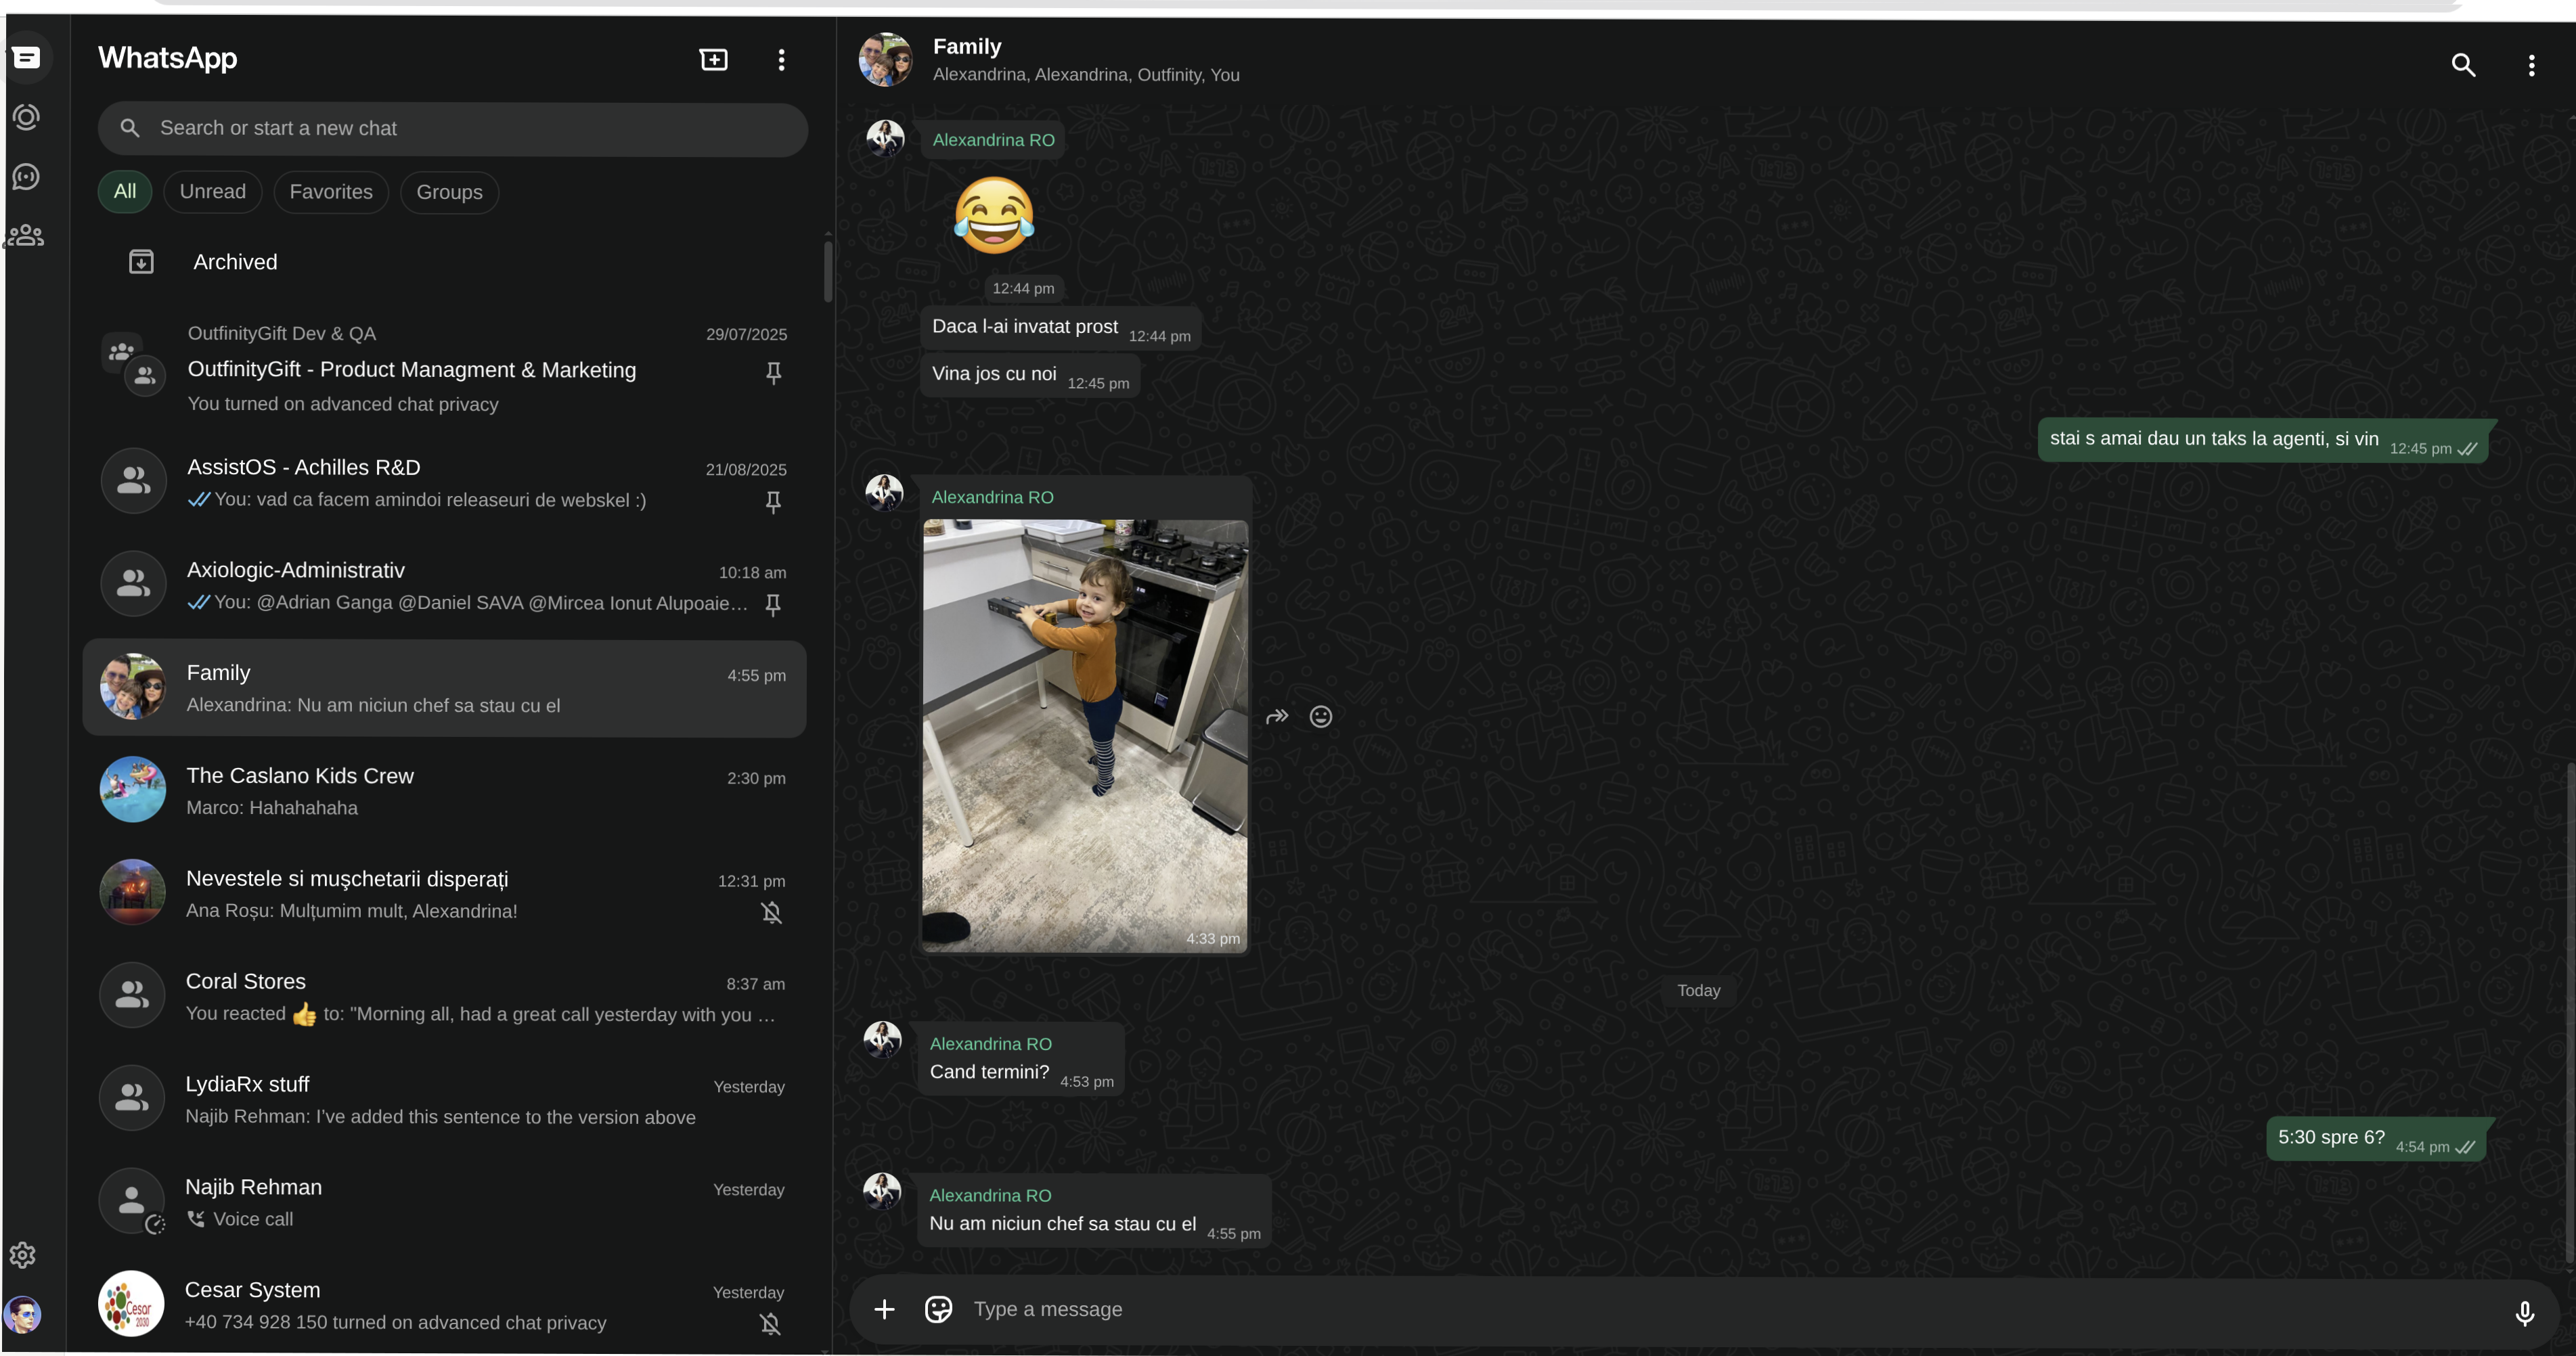 WhatsApp
Search or start a new chat
All
Unread
Favorites
Groups
Archived
OutfinityGift Dev & QA
29/07/2025
OutfinityGift - Product Managment & Marketing
You turned on advanced chat privacy
AssistOS - Achilles R&D
21/08/2025
You: vad ca facem amindoi releaseuri de webskel :)
Axiologic-Administrativ
10:18 am
You: @Adrian Ganga @Daniel SAVA @Mircea Ionut Alupoaie…
Family
4:55 pm
Alexandrina: Nu am niciun chef sa stau cu el
The Caslano Kids Crew
2:30 pm
Marco: Hahahahaha
Nevestele si muşchetarii disperați
12:31 pm
Ana Roșu: Mulțumim mult, Alexandrina!
Coral Stores
8:37 am
You reacted 👍 to: "Morning all, had a great call yesterday with you …
LydiaRx stuff
Yesterday
Najib Rehman: I've added this sentence to the version above
Najib Rehman
Yesterday
Voice call
Cesar System
Yesterday
+40 734 928 150 turned on advanced chat privacy
Cesar
2030
Family
Alexandrina, Alexandrina, Outfinity, You
Alexandrina RO
😂
12:44 pm
Daca l-ai invatat prost 12:44 pm
Vina jos cu noi 12:45 pm
stai s amai dau un taks la agenti, si vin 12:45 pm
Alexandrina RO
4:33 pm
Today
Alexandrina RO
Cand termini? 4:53 pm
5:30 spre 6? 4:54 pm
Alexandrina RO
Nu am niciun chef sa stau cu el 4:55 pm
Type a message